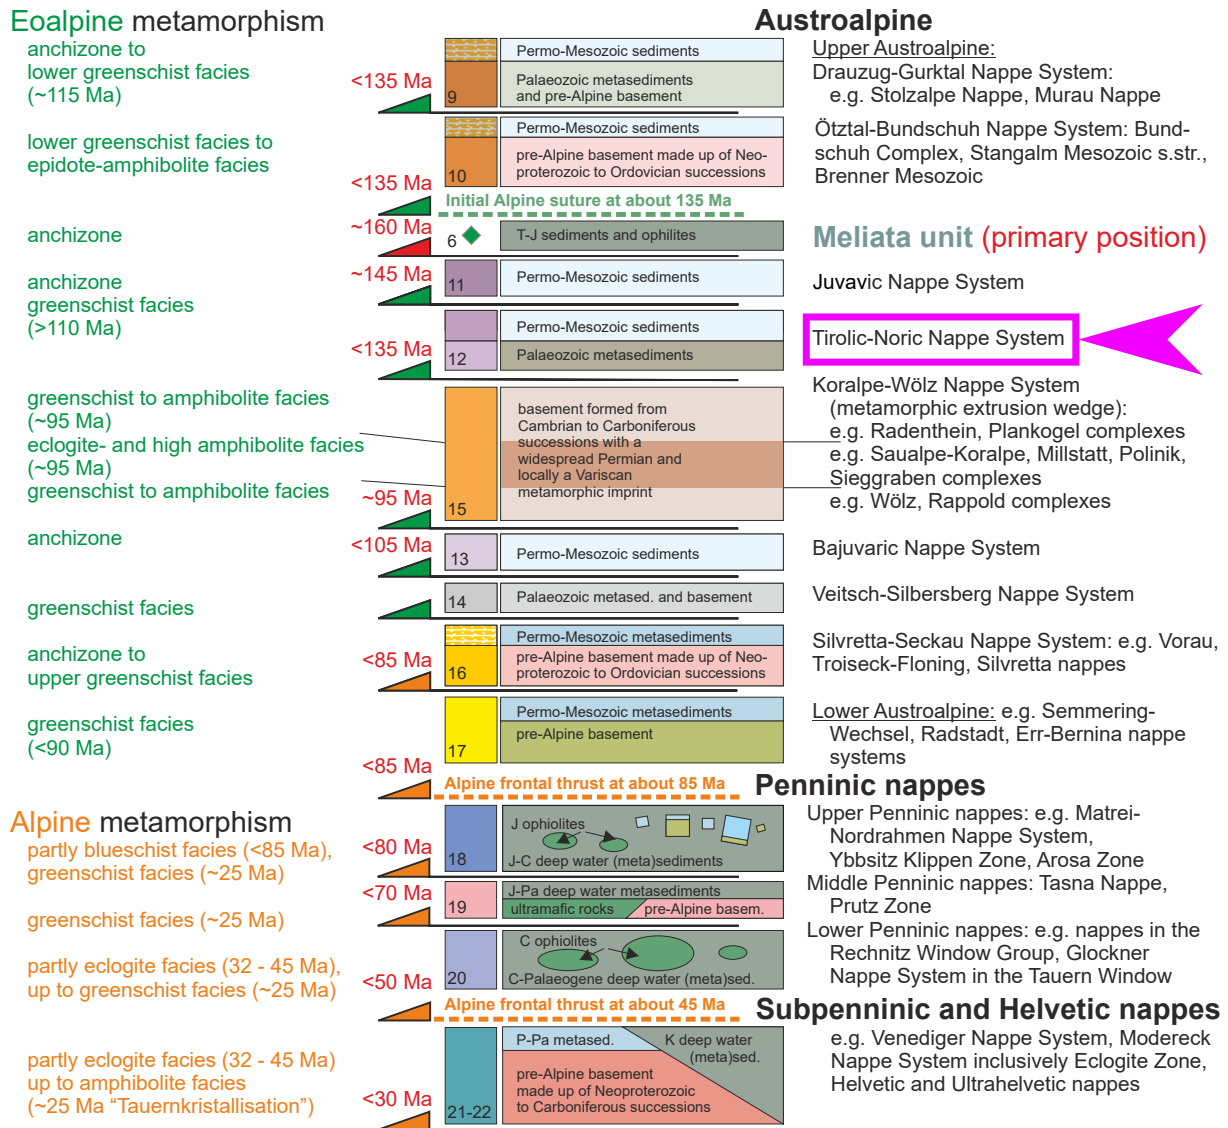 Eoalpine metamorphism
Austroalpine
anchizone to
lower greenschist facies
(~115 Ma)
<135 Ma
9
Permo-Mesozoic sediments
Palaeozoic metasediments
and pre-Alpine basement
Upper Austroalpine:
Drauzug-Gurktal Nappe System:
e.g. Stolzalpe Nappe, Murau Nappe
lower greenschist facies to
epidote-amphibolite facies
<135 Ma
10
Permo-Mesozoic sediments
pre-Alpine basement made up of Neo-
proterozoic to Ordovician successions
Ötztal-Bundschuh Nappe System: Bund-
schuh Complex, Stangalm Mesozoic s.str.,
Brenner Mesozoic
Initial Alpine suture at about 135 Ma
anchizone
~160 Ma
6
T-J sediments and ophilites
Meliata unit (primary position)
anchizone
~145 Ma
11
Permo-Mesozoic sediments
Juvavic Nappe System
greenschist facies
(>110 Ma)
<135 Ma
12
Permo-Mesozoic sediments
Palaeozoic metasediments
Tirolic-Noric Nappe System
greenschist to amphibolite facies
(~95 Ma)
eclogite- and high amphibolite facies
(~95 Ma)
greenschist to amphibolite facies
~95 Ma
15
basement formed from
Cambrian to Carboniferous
successions with a
widespread Permian and
locally a Variscan
metamorphic imprint
Koralpe-Wölz Nappe System
(metamorphic extrusion wedge):
e.g. Radenthein, Plankogel complexes
e.g. Saualpe-Koralpe, Millstatt, Polinik,
Sieggraben complexes
e.g. Wölz, Rappold complexes
anchizone
<105 Ma
13
Permo-Mesozoic sediments
Bajuvaric Nappe System
greenschist facies
14
Palaeozoic metased. and basement
Veitsch-Silbersberg Nappe System
anchizone to
upper greenschist facies
<85 Ma
16
Permo-Mesozoic metasediments
pre-Alpine basement made up of Neo-
proterozoic to Ordovician successions
Silvretta-Seckau Nappe System: e.g. Vorau,
Troiseck-Floning, Silvretta nappes
greenschist facies
(<90 Ma)
<85 Ma
17
Permo-Mesozoic metasediments
pre-Alpine basement
Lower Austroalpine: e.g. Semmering-
Wechsel, Radstadt, Err-Bernina nappe
systems
Alpine frontal thrust at about 85 Ma
Penninic nappes
Alpine metamorphism
partly blueschist facies (<85 Ma),
greenschist facies (~25 Ma)
<80 Ma
18
J ophiolites
J-C deep water (meta)sediments
Upper Penninic nappes: e.g. Matrei-
Nordrahmen Nappe System,
Ybbsitz Klippen Zone, Arosa Zone
greenschist facies (~25 Ma)
<70 Ma
19
J-Pa deep water metasediments
ultramafic rocks
pre-Alpine basem.
Middle Penninic nappes: Tasna Nappe,
Prutz Zone
partly eclogite facies (32 - 45 Ma),
up to greenschist facies (~25 Ma)
<50 Ma
20
C ophiolites
C-Palaeogene deep water (meta)sed.
Lower Penninic nappes: e.g. nappes in the
Rechnitz Window Group, Glockner
Nappe System in the Tauern Window
Alpine frontal thrust at about 45 Ma
Subpenninic and Helvetic nappes
partly eclogite facies (32 - 45 Ma)
up to amphibolite facies
(~25 Ma “Tauernkristallisation”)
<30 Ma
21-22
P-Pa metased.
K deep water
(meta)sed.
pre-Alpine basement
made up of Neoproterozoic
to Carboniferous successions
e.g. Venediger Nappe System, Modereck
Nappe System inclusively Eclogite Zone,
Helvetic and Ultrahelvetic nappes